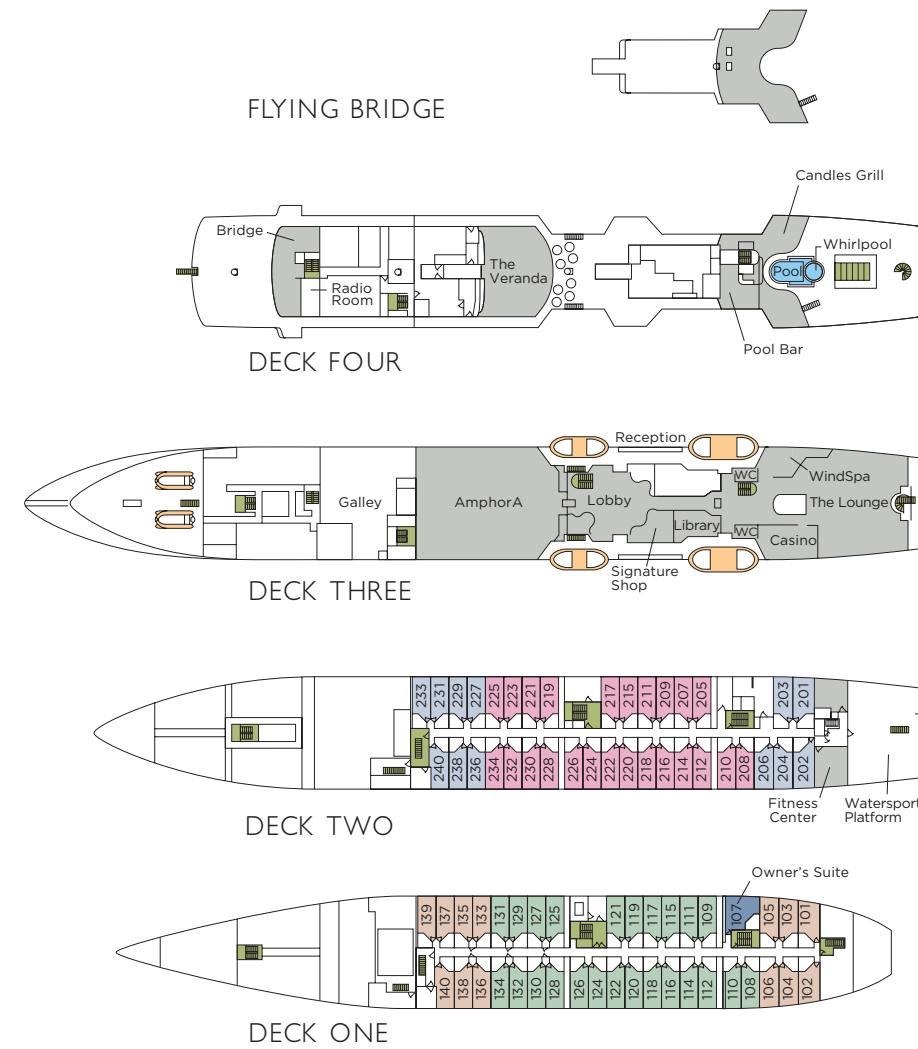 FLYING BRIDGE
Candles Grill
Bridge
Whirlpool
The
Veranda
Pool
Radio
Room
Pool Bar
DECK FOUR
Reception
WC
WindSpa
Galley
AmphorA
Lobby
The Lounge
Library
WC
Casino
Signature
Shop
DECK THREE
233 231 229 227 225 223 221 219 217 215 211 209 207 205 203 201
240 238 236 234 232 230 228 226 224 222 220 218 216 214 212 210 208 206 204 202
Fitness
Center
Watersport
Platform
DECK TWO
Owner's Suite
139 137 135 133 131 129 127 125 121 119 117 115 111 109 107 105 103 101
140 138 136 134 132 130 128 126 124 122 120 118 116 114 112 110 108 106 104 102
DECK ONE